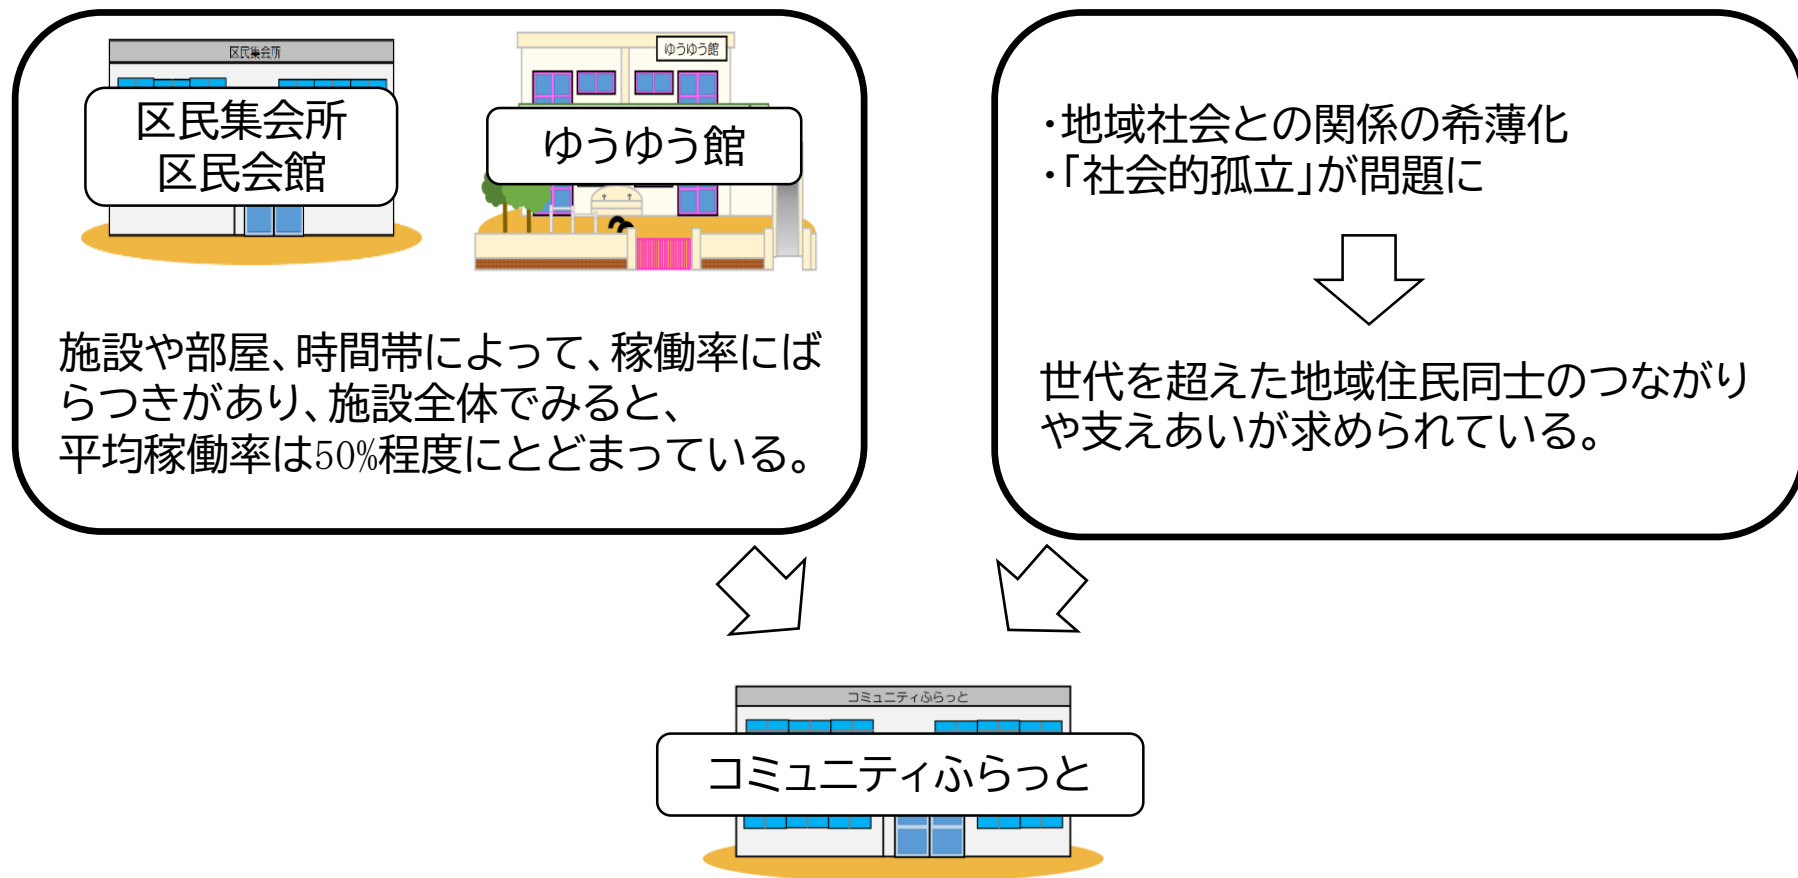 区民集会所
区民集会所
区民会館
ゆうゆう館
ゆうゆう館
施設や部屋、時間帯によって、稼働率にば
らつきがあり、施設全体でみると、
平均稼働率は50%程度にとどまっている。
・地域社会との関係の希薄化
・「社会的孤立」が問題に
世代を超えた地域住民同士のつながり
や支えあいが求められている。
コミュニティふらっと
コミュニティふらっと